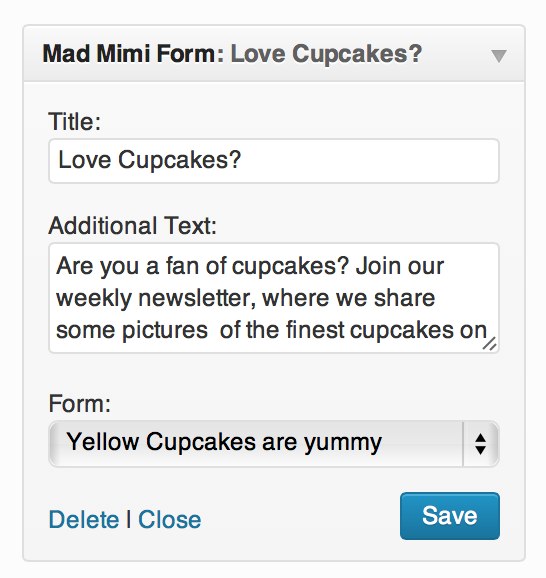 Mad Mimi Form: Love Cupcakes?
Title:
Love Cupcakes?
Additional Text:
Are you a fan of cupcakes? Join our
weekly newsletter, where we share
some pictures  of the finest cupcakes on
Form:
Yellow Cupcakes are yummy
Delete | Close
Save